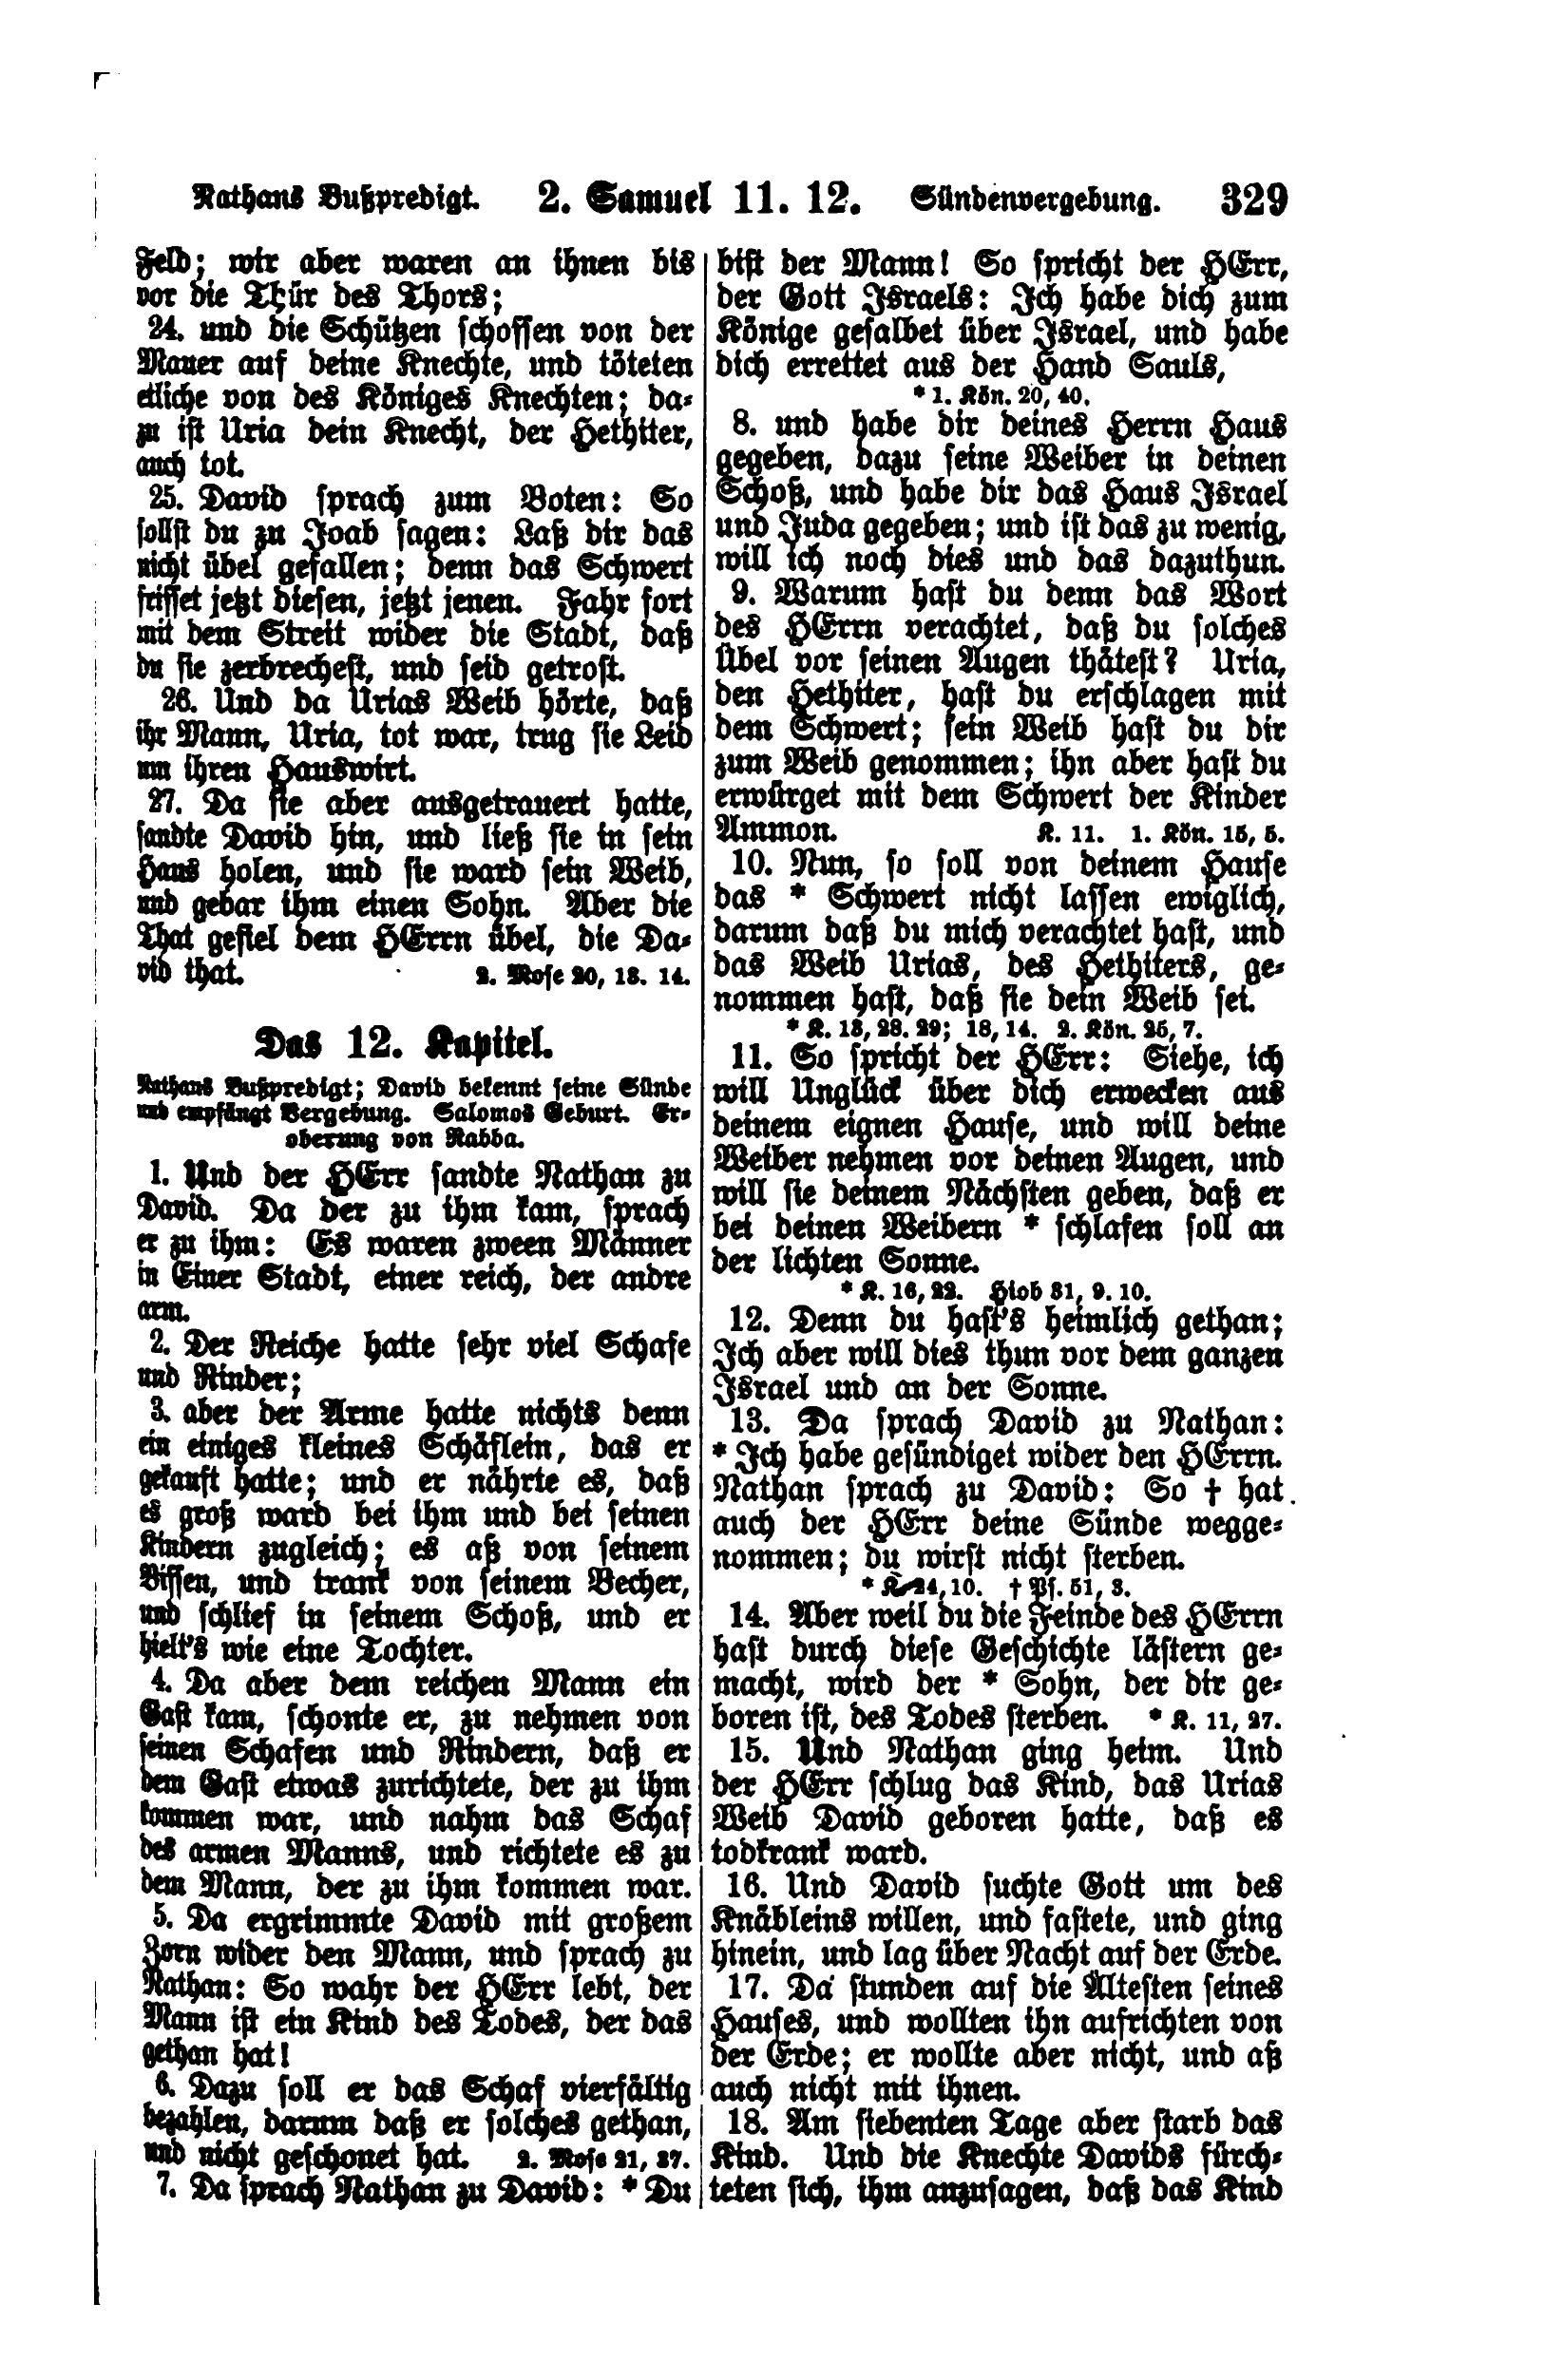 Nathans Bußpredigt. 2. Samuel 11. 12. Sündenvergebung. 329
Feld; wir aber waren an ihnen bis
vor die Thür des Thors;
24. und die Schützen schossen von der
Mauer auf deine Knechte, und töteten
etliche von des Königes Knechten; da-
zu ist Uria dein Knecht, der Hethiter,
auch tot.
25. David sprach zum Boten: So
sollst du zu Joab sagen: Laß dir das
nicht übel gefallen; denn das Schwert
frisset jetzt diesen, jetzt jenen. Fahr fort
mit dem Streit wider die Stadt, daß
du sie zerbrechest, und seid getrost.
26. Und da Urias Weib hörte, daß
ihr Mann, Uria, tot war, trug sie Leid
um ihren Hauswirt.
27. Da sie aber ausgetrauert hatte,
sandte David hin, und ließ sie in sein
Haus holen, und sie ward sein Weib,
und gebar ihm einen Sohn. Aber die
That gefiel dem HErrn übel, die Da-
vid that. 2. Mose 20, 13. 14.
Das 12. Kapitel.
Nathans Bußpredigt; David bekennt seine Sünde
und empfängt Vergebung. Salomos Geburt. Er-
oberung von Rabba.
1. Und der HErr sandte Nathan zu
David. Da der zu ihm kam, sprach
er zu ihm: Es waren zween Männer
in Einer Stadt, einer reich, der andre
arm.
2. Der Reiche hatte sehr viel Schafe
und Rinder;
3. aber der Arme hatte nichts denn
ein einiges kleines Schäflein, das er
gekauft hatte; und er nährte es, daß
es groß ward bei ihm und bei seinen
Kindern zugleich; es aß von seinem
Bissen, und trank von seinem Becher,
und schlief in seinem Schoß, und er
hielt's wie eine Tochter.
4. Da aber dem reichen Mann ein
Gast kam, schonte er, zu nehmen von
seinen Schafen und Rindern, daß er
dem Gast etwas zurichtete, der zu ihm
kommen war, und nahm das Schaf
des armen Manns, und richtete es zu
dem Mann, der zu ihm kommen war.
5. Da ergrimmte David mit großem
Zorn wider den Mann, und sprach zu
Nathan: So wahr der HErr lebt, der
Mann ist ein Kind des Todes, der das
gethan hat!
6. Dazu soll er das Schaf vierfältig
bezahlen, darum daß er solches gethan,
und nicht geschonet hat. 2. Mose 21, 37.
7. Da sprach Nathan zu David: * Du
bist der Mann! So spricht der HErr,
der Gott Israels: Ich habe dich zum
Könige gesalbet über Israel, und habe
dich errettet aus der Hand Sauls,
* 1. Kön. 20, 40.
8. und habe dir deines Herrn Haus
gegeben, dazu seine Weiber in deinen
Schoß, und habe dir das Haus Israel
und Juda gegeben; und ist das zu wenig,
will ich noch dies und das dazuthun.
9. Warum hast du denn das Wort
des HErrn verachtet, daß du solches
Übel vor seinen Augen thätest? Uria,
den Hethiter, hast du erschlagen mit
dem Schwert; sein Weib hast du dir
zum Weib genommen; ihn aber hast du
erwürget mit dem Schwert der Kinder
Ammon. K. 11. 1. Kön. 15, 5.
10. Nun, so soll von deinem Hause
das * Schwert nicht lassen ewiglich,
darum daß du mich verachtet hast, und
das Weib Urias, des Hethiters, ge-
nommen hast, daß sie dein Weib sei.
* K. 13, 28. 29; 18, 14. 2. Kön. 25, 7.
11. So spricht der HErr: Siehe, ich
will Unglück über dich erwecken aus
deinem eignen Hause, und will deine
Weiber nehmen vor deinen Augen, und
will sie deinem Nächsten geben, daß er
bei deinen Weibern * schlafen soll an
der lichten Sonne.
* K. 16, 22. Hiob 31, 9. 10.
12. Denn du hast's heimlich gethan;
Ich aber will dies thun vor dem ganzen
Israel und an der Sonne.
13. Da sprach David zu Nathan:
* Ich habe gesündiget wider den HErrn.
Nathan sprach zu David: So † hat
auch der HErr deine Sünde wegge-
nommen; du wirst nicht sterben.
* K. 24, 10. † Ps. 51, 3.
14. Aber weil du die Feinde des HErrn
hast durch diese Geschichte lästern ge-
macht, wird der * Sohn, der dir ge-
boren ist, des Todes sterben. * K. 11, 27.
15. Und Nathan ging heim. Und
der HErr schlug das Kind, das Urias
Weib David geboren hatte, daß es
todkrank ward.
16. Und David suchte Gott um des
Knäbleins willen, und fastete, und ging
hinein, und lag über Nacht auf der Erde.
17. Da stunden auf die Ältesten seines
Hauses, und wollten ihn aufrichten von
der Erde; er wollte aber nicht, und aß
auch nicht mit ihnen.
18. Am siebenten Tage aber starb das
Kind. Und die Knechte Davids fürch-
teten sich, ihm anzusagen, daß das Kind